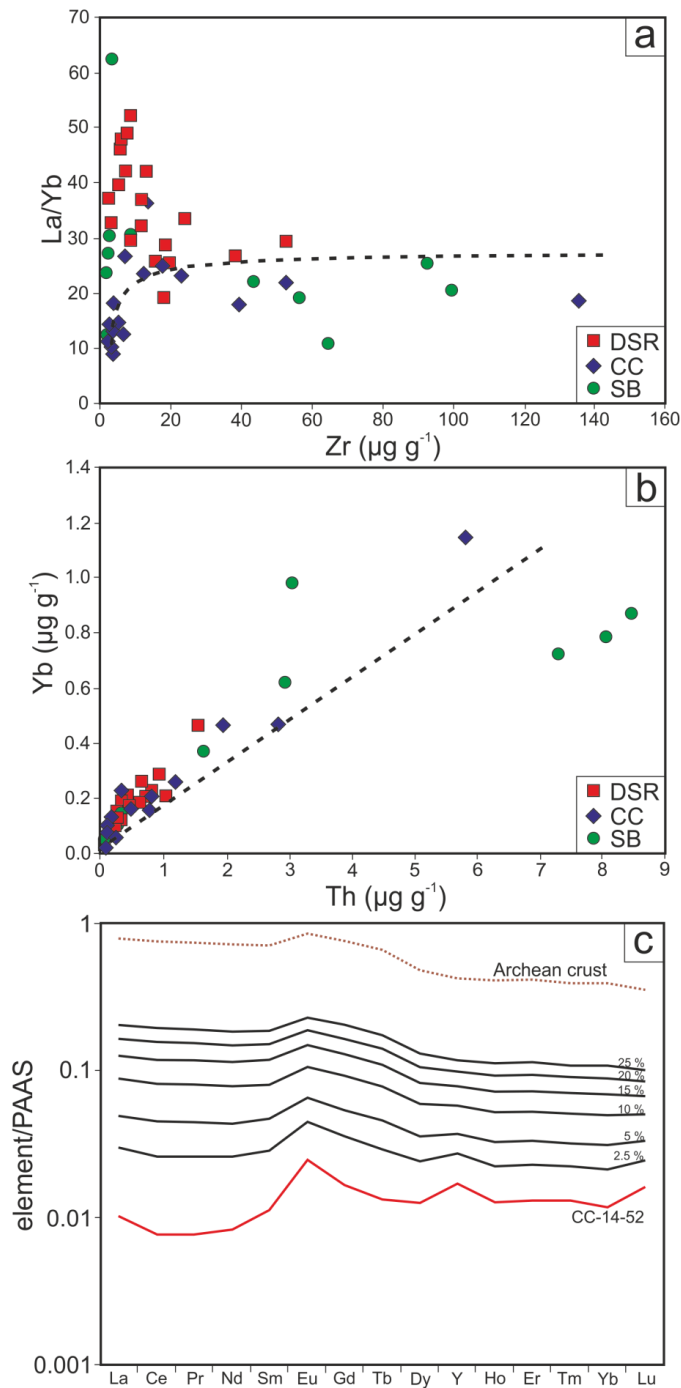 a
70
60
50
40
30
20
10
0
La/Yb
0 20 40 60 80 100 120 140 160
Zr (µg g⁻¹)
DSR
CC
SB
b
1.4
1.2
1.0
0.8
0.6
0.4
0.2
0.0
Yb (µg g⁻¹)
0 1 2 3 4 5 6 7 8 9
Th (µg g⁻¹)
DSR
CC
SB
c
1
0.1
0.01
0.001
element/PAAS
Archean crust
25 %
20 %
15 %
10 %
5 %
2.5 %
CC-14-52
La Ce Pr Nd Sm Eu Gd Tb Dy Y Ho Er Tm Yb Lu